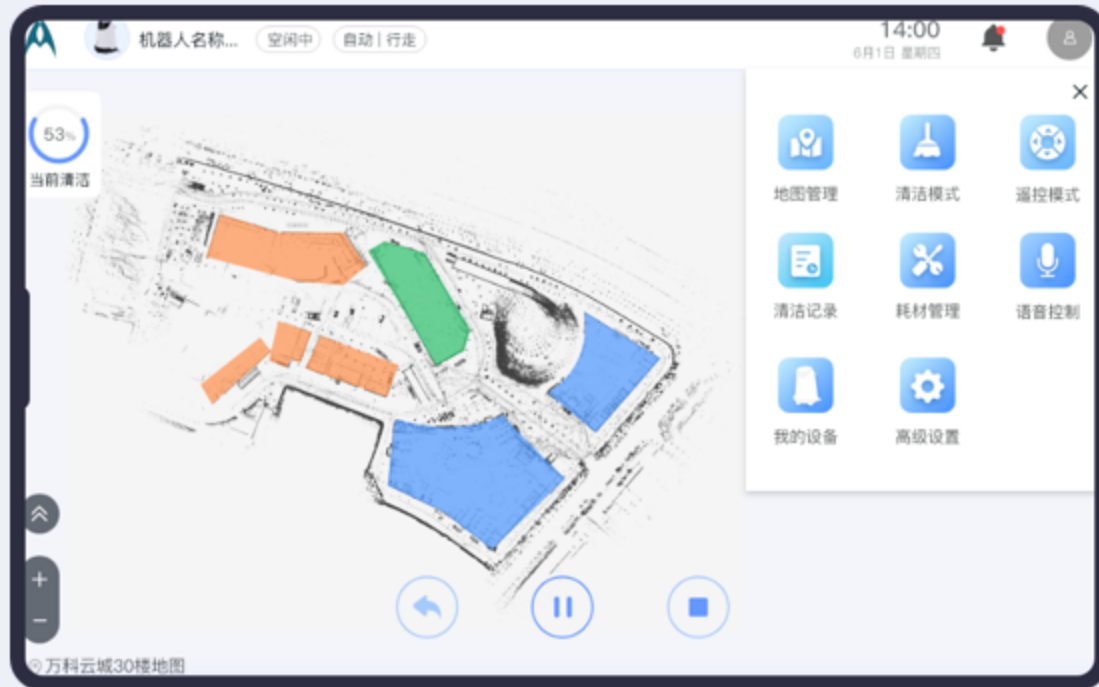 机器人名称...
空闲中
自动 | 行走
14:00
6月1日 星期四
53%
当前清洁
地图管理
清洁模式
遥控模式
清洁记录
耗材管理
语音控制
我的设备
高级设置
万科云城30楼地图